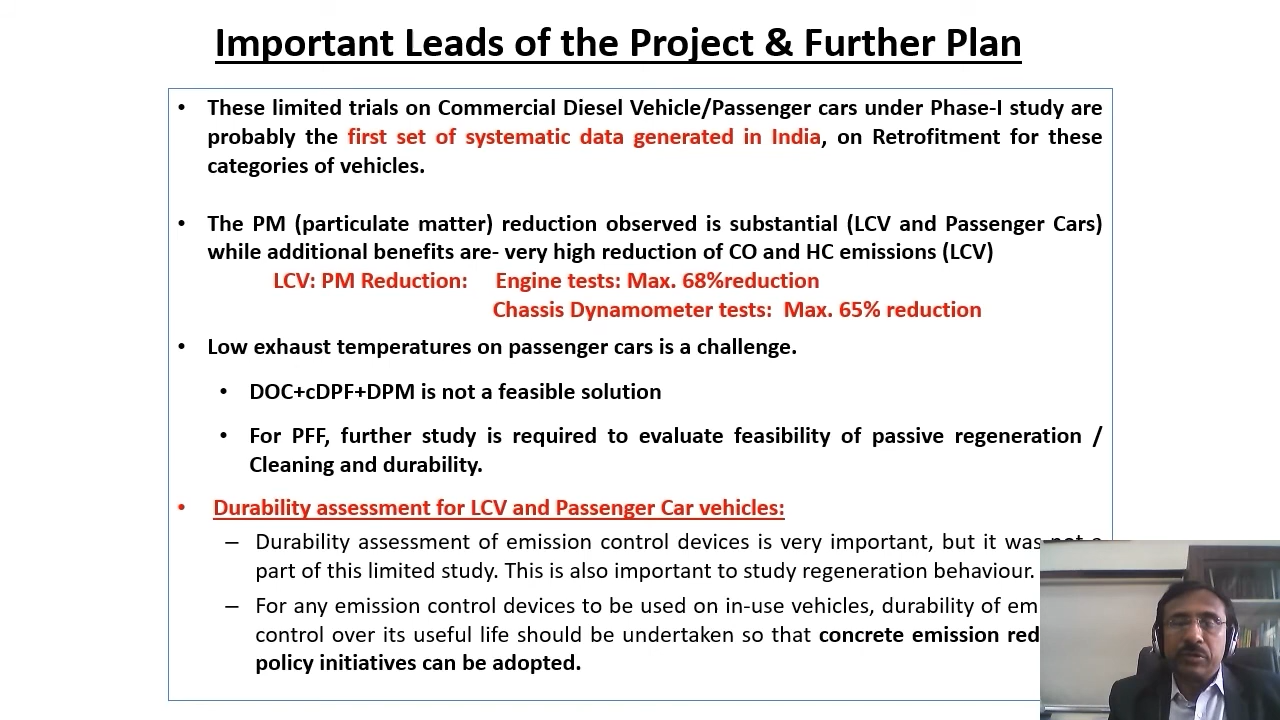 Important Leads of the Project & Further Plan
• These limited trials on Commercial Diesel Vehicle/Passenger cars under Phase-I study are
probably the first set of systematic data generated in India, on Retrofitment for these
categories of vehicles.
• The PM (particulate matter) reduction observed is substantial (LCV and Passenger Cars)
while additional benefits are- very high reduction of CO and HC emissions (LCV)
LCV: PM Reduction: Engine tests: Max. 68%reduction
Chassis Dynamometer tests: Max. 65% reduction
• Low exhaust temperatures on passenger cars is a challenge.
• DOC+cDPF+DPM is not a feasible solution
• For PFF, further study is required to evaluate feasibility of passive regeneration /
Cleaning and durability.
• Durability assessment for LCV and Passenger Car vehicles:
– Durability assessment of emission control devices is very important, but it was not a
part of this limited study. This is also important to study regeneration behaviour.
– For any emission control devices to be used on in-use vehicles, durability of em
control over its useful life should be undertaken so that concrete emission red
policy initiatives can be adopted.